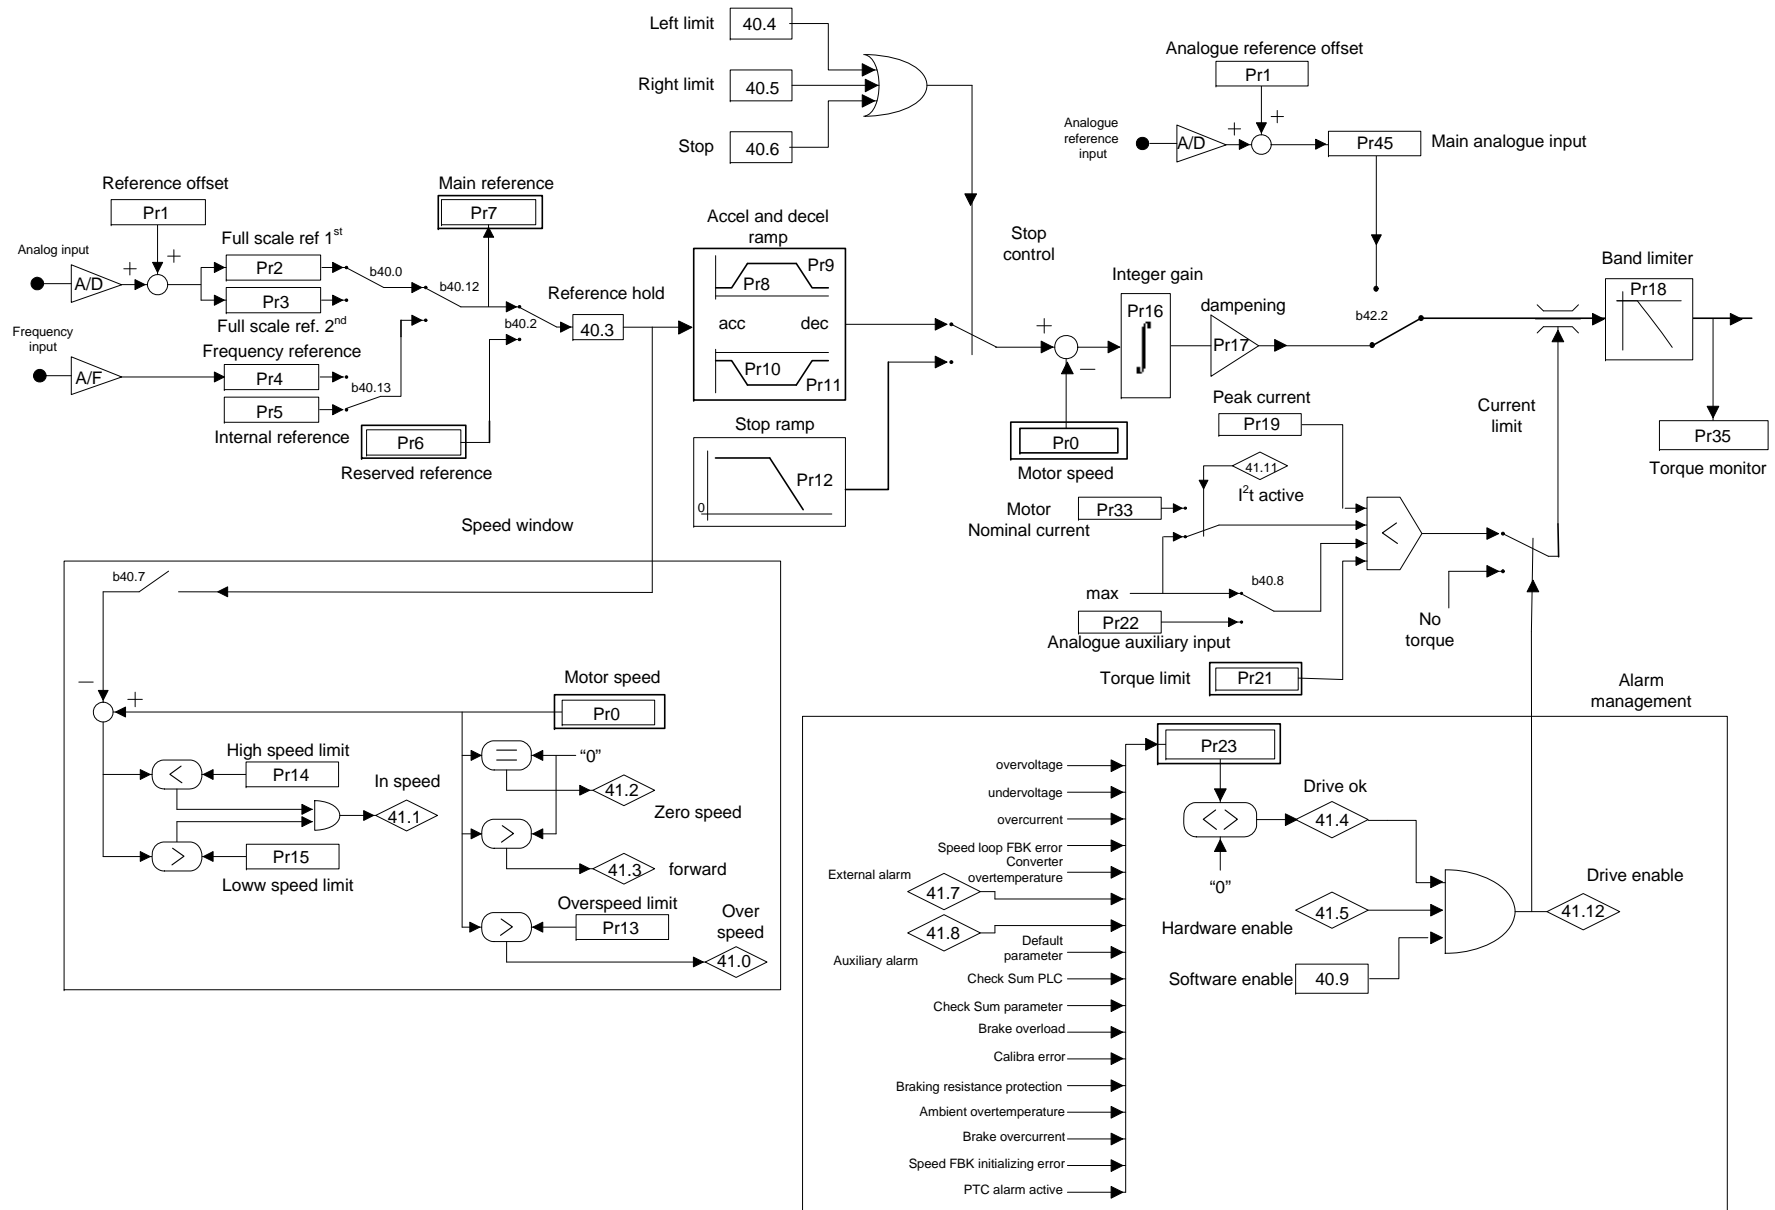 Left limit
40.4
Right limit
40.5
Stop
40.6
Analogue reference offset
Pr1
Analogue
reference
input
A/D
+
+
Pr45
Main analogue input
Reference offset
Pr1
Analog input
A/D
+
+
Full scale ref 1st
Pr2
Pr3
Full scale ref. 2nd
Frequency
input
A/F
Frequency reference
Pr4
Pr5
Internal reference
b40.0
b40.12
b40.13
Main reference
Pr7
b40.2
Pr6
Reserved reference
Reference hold
40.3
Accel and decel
ramp
Pr9
Pr8
acc
dec
Pr10
Pr11
Stop ramp
Pr12
0
Stop
control
+
−
Pr0
Motor speed
Integer gain
Pr16
dampening
Pr17
b42.2
Band limiter
Pr18
Current
limit
Pr35
Torque monitor
Peak current
Pr19
41.11
I2t active
Motor
Nominal current
Pr33
<
max
b40.8
Pr22
Analogue auxiliary input
Torque limit
Pr21
No
torque
Speed window
b40.7
−
+
Motor speed
Pr0
High speed limit
<
Pr14
In speed
41.1
>
Pr15
Loww speed limit
=
“0”
41.2
Zero speed
>
41.3
forward
Overspeed limit
>
Pr13
Over
speed
41.0
Alarm
management
Pr23
overvoltage
undervoltage
overcurrent
Speed loop FBK error
Converter
overtemperature
External alarm
41.7
41.8
Auxiliary alarm
Default
parameter
Check Sum PLC
Check Sum parameter
Brake overload
Calibra error
Braking resistance protection
Ambient overtemperature
Brake overcurrent
Speed FBK initializing error
PTC alarm active
< >
“0”
Drive ok
41.4
41.5
Hardware enable
Software enable
40.9
Drive enable
41.12